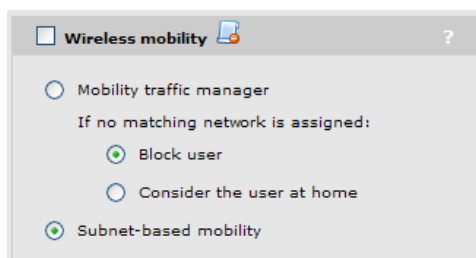 Wireless mobility ?
Mobility traffic manager
If no matching network is assigned:
Block user
Consider the user at home
Subnet-based mobility